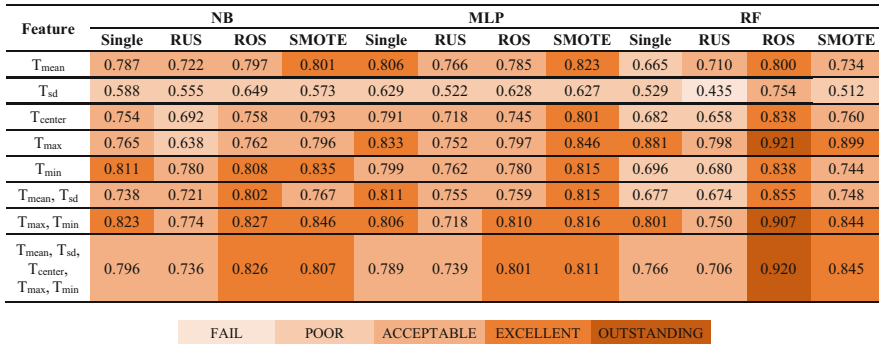 Feature NB MLP RF
Single RUS ROS SMOTE Single RUS ROS SMOTE Single RUS ROS SMOTE
Tmean 0.787 0.722 0.797 0.801 0.806 0.766 0.785 0.823 0.665 0.710 0.800 0.734
Tsd 0.588 0.555 0.649 0.573 0.629 0.522 0.628 0.627 0.529 0.435 0.754 0.512
Tcenter 0.754 0.692 0.758 0.793 0.791 0.718 0.745 0.801 0.682 0.658 0.838 0.760
Tmax 0.765 0.638 0.762 0.796 0.833 0.752 0.797 0.846 0.881 0.798 0.921 0.899
Tmin 0.811 0.780 0.808 0.835 0.799 0.762 0.780 0.815 0.696 0.680 0.838 0.744
Tmean, Tsd 0.738 0.721 0.802 0.767 0.811 0.755 0.759 0.815 0.677 0.674 0.855 0.748
Tmax, Tmin 0.823 0.774 0.827 0.846 0.806 0.718 0.810 0.816 0.801 0.750 0.907 0.844
Tmean, Tsd,
Tcenter,
Tmax, Tmin
0.796 0.736 0.826 0.807 0.789 0.739 0.801 0.811 0.766 0.706 0.920 0.845
FAIL POOR ACCEPTABLE EXCELLENT OUTSTANDING